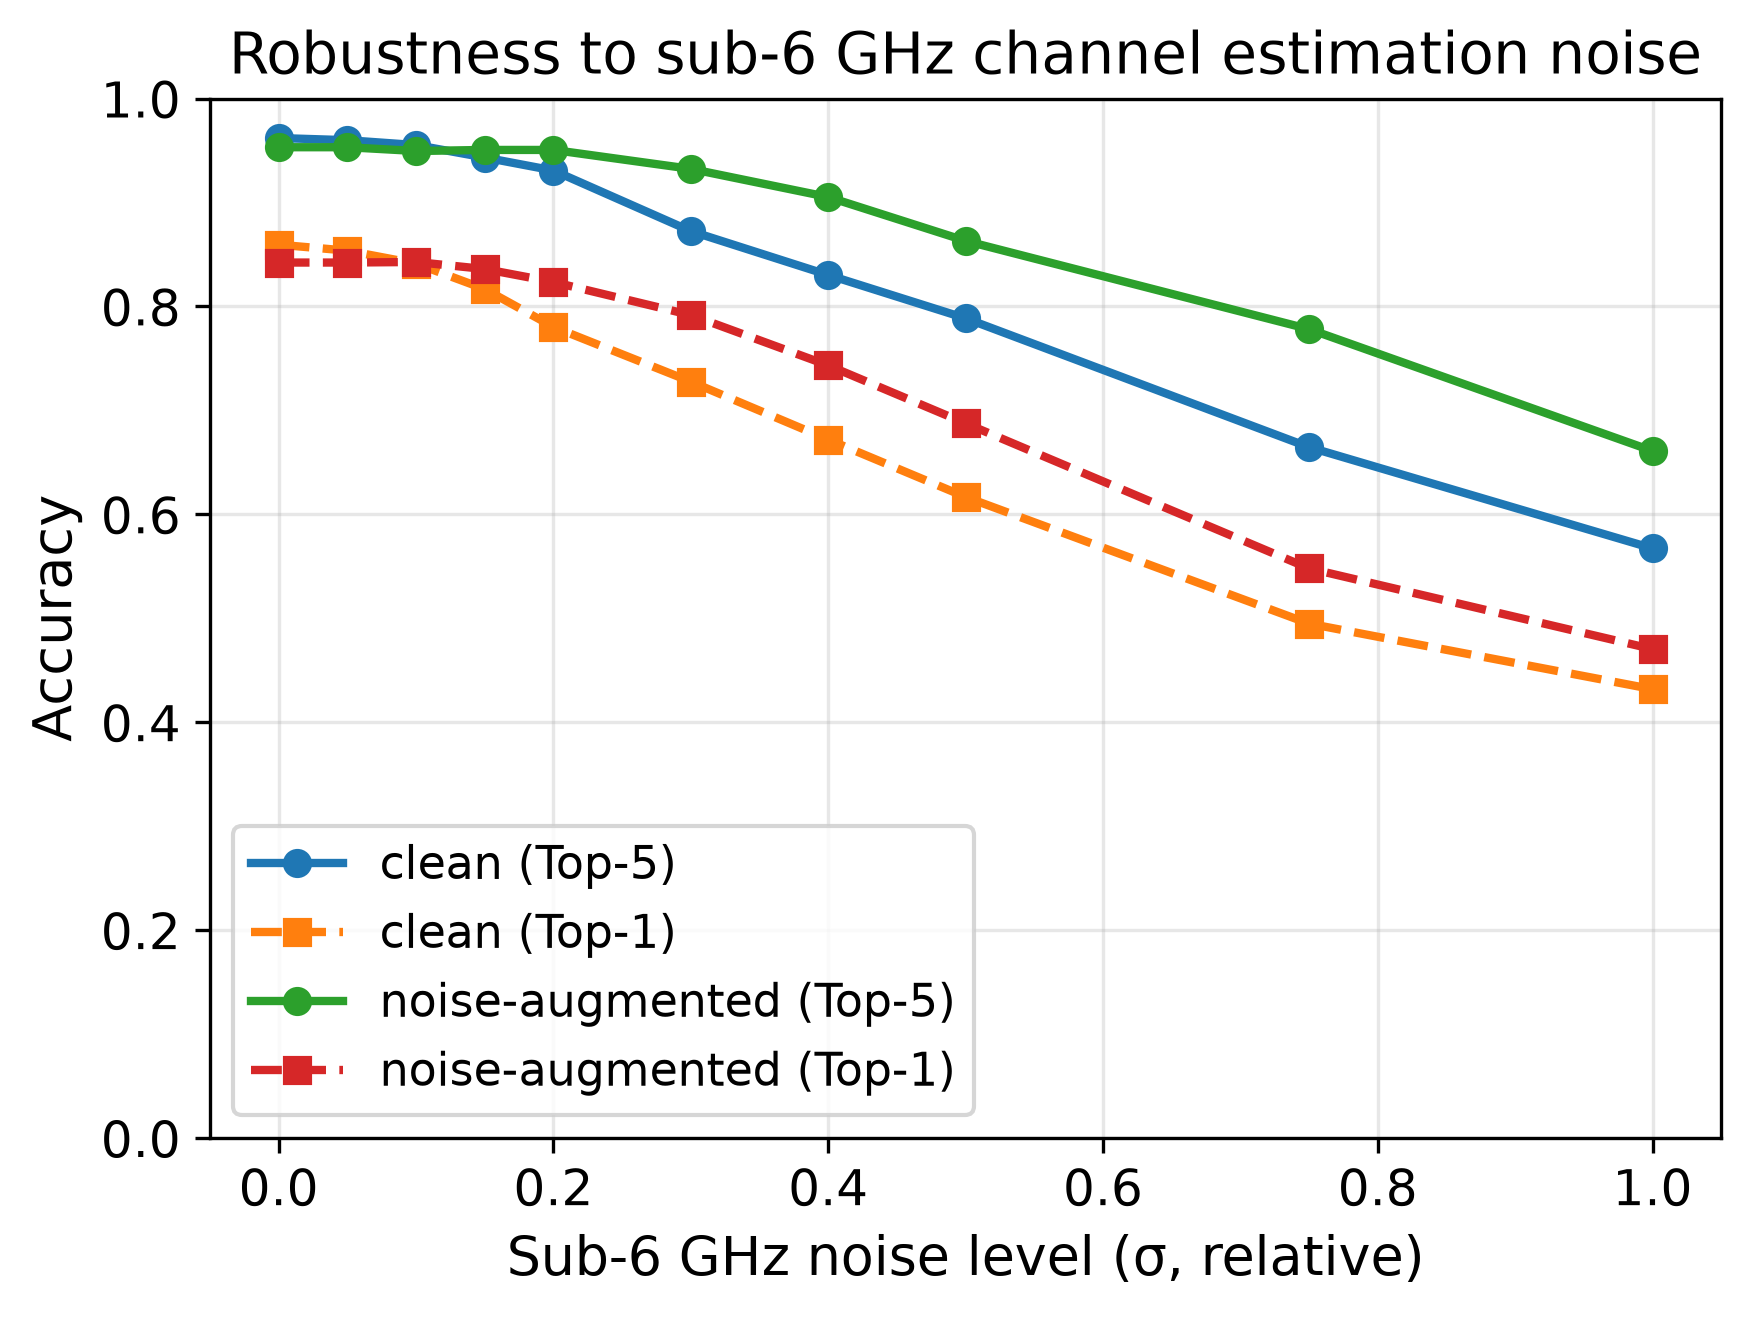 Robustness to sub-6 GHz channel estimation noise
1.0
0.8
0.6
0.4
0.2
0.0
Accuracy
clean (Top-5)
clean (Top-1)
noise-augmented (Top-5)
noise-augmented (Top-1)
0.0 0.2 0.4 0.6 0.8 1.0
Sub-6 GHz noise level (σ, relative)